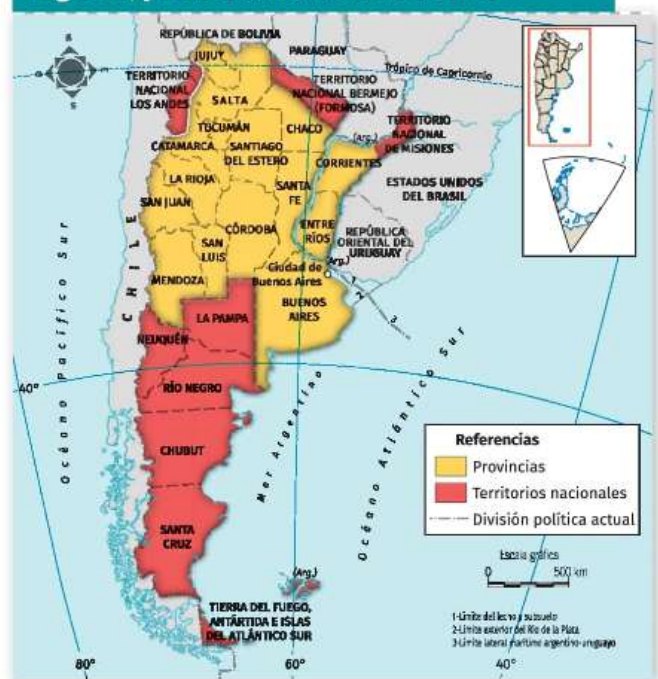 REPÚBLICA DE BOLIVIA
PARAGUAY
JUJUY
Trópico de Capricornio
TERRITORIO
NACIONAL
LOS ANDES
TERRITORIO
NACIONAL BERMEJO
(FORMOSA)
SALTA
TERRITORIO
NACIONAL
DE MISIONES
TUCUMÁN
CHACO
(Arg.)
CATAMARCA
SANTIAGO
DEL ESTERO
CORRIENTES
LA RIOJA
SANTA
FE
ESTADOS UNIDOS
DEL BRASIL
SAN JUAN
CÓRDOBA
ENTRE
RÍOS
REPÚBLICA
ORIENTAL DEL
URUGUAY
SAN
LUIS
(Arg.)
Ciudad de
Buenos Aires
MENDOZA
BUENOS
AIRES
1
2
3
CHILE
LA PAMPA
NEUQUÉN
RÍO NEGRO
40°
CHUBUT
SANTA
CRUZ
Océano Pacífico Sur
Mar Argentino
Océano Atlántico Sur
(Arg.)
TIERRA DEL FUEGO,
ANTÁRTIDA E ISLAS
DEL ATLÁNTICO SUR
Referencias
Provincias
Territorios nacionales
División política actual
Escala gráfica
0 500 km
1-Límite del lecho y subsuelo
2-Límite exterior del Río de la Plata
3-Límite lateral marítimo argentino-uruguayo
80°
60°
40°